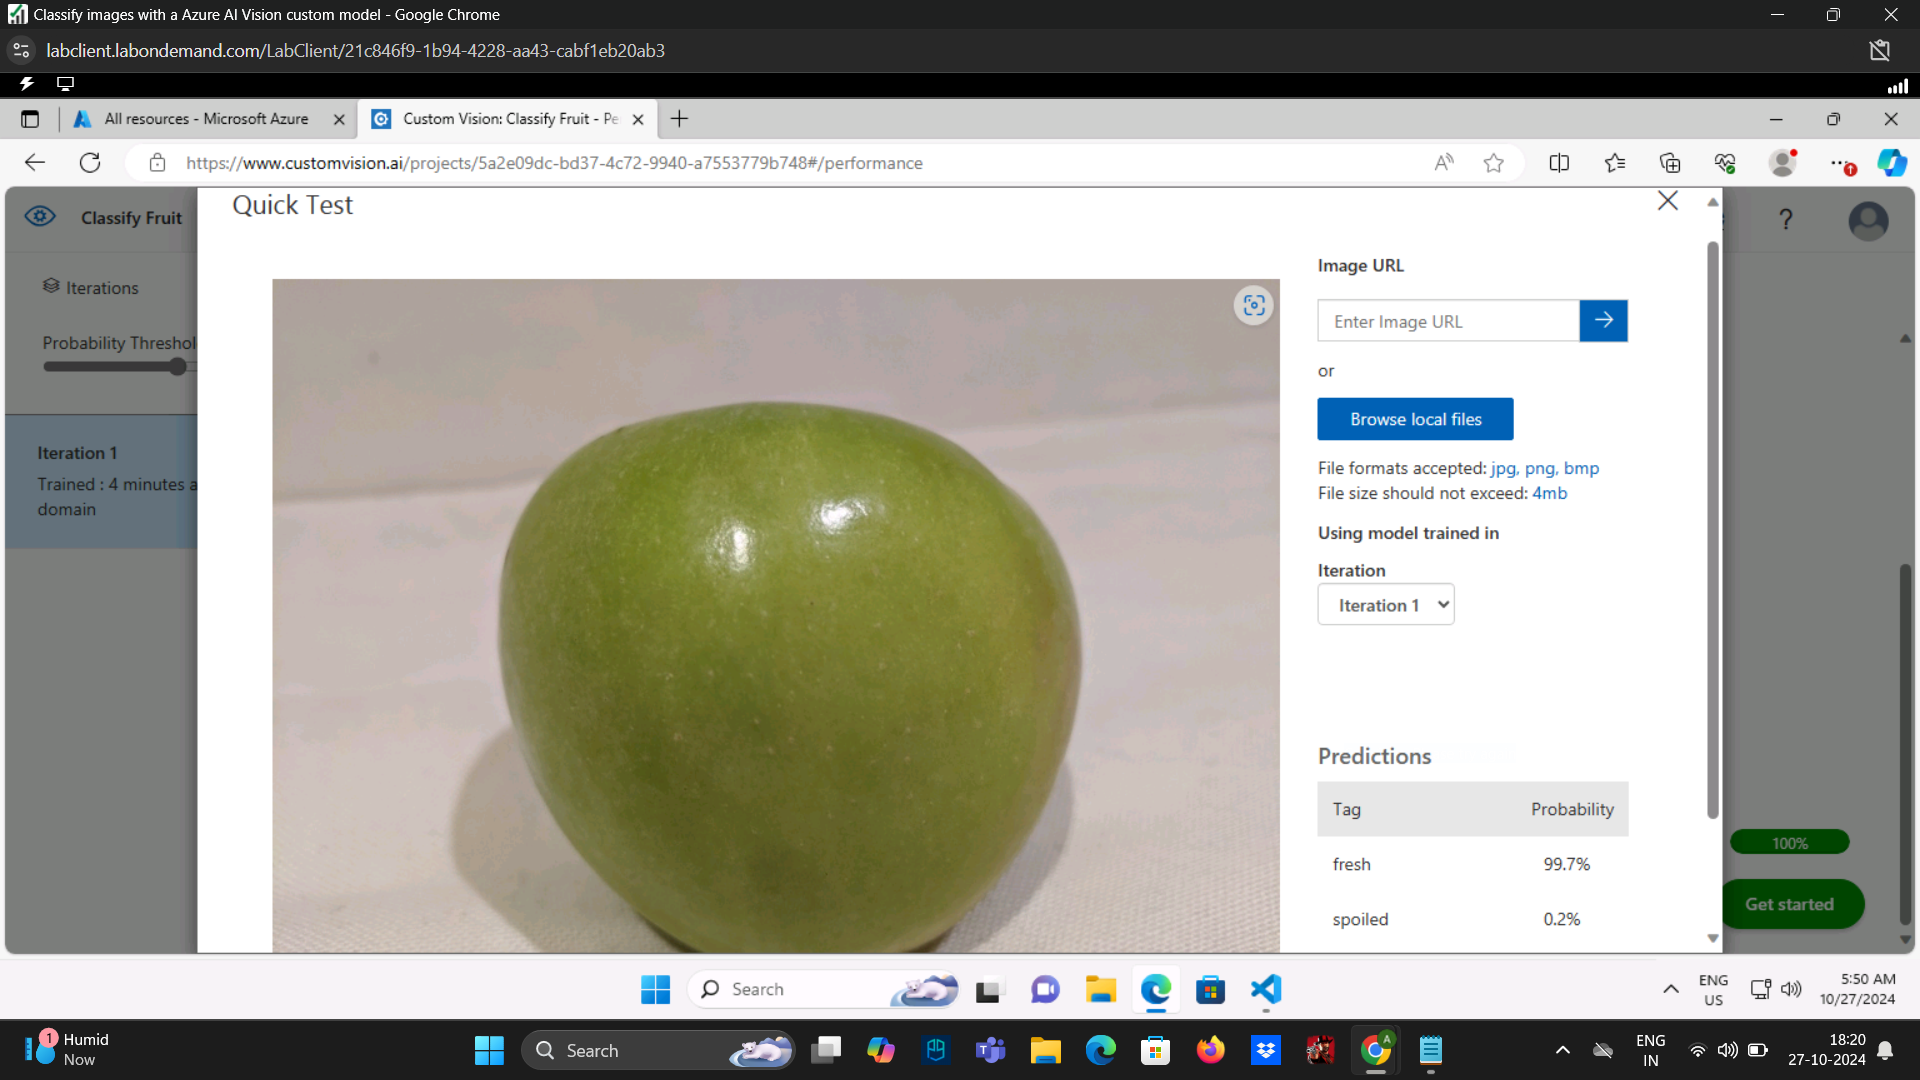 Classify images with a Azure AI Vision custom model - Google Chrome
labclient.labondemand.com/LabClient/21c846f9-1b94-4228-aa43-cabf1eb20ab3
All resources - Microsoft Azure
Custom Vision: Classify Fruit - Pe
https://www.customvision.ai/projects/5a2e09dc-bd37-4c72-9940-a7553779b748#/performance
Classify Fruit
Quick Test
?
Iterations
Probability Threshol
Iteration 1
Trained : 4 minutes a
domain
Image URL
Enter Image URL
or
Browse local files
File formats accepted: jpg, png, bmp
File size should not exceed: 4mb
Using model trained in
Iteration
Iteration 1
Predictions
Tag Probability
fresh 99.7%
spoiled 0.2%
100%
Get started
Search
ENG
US
5:50 AM
10/27/2024
1
Humid
Now
Search
ENG
IN
18:20
27-10-2024